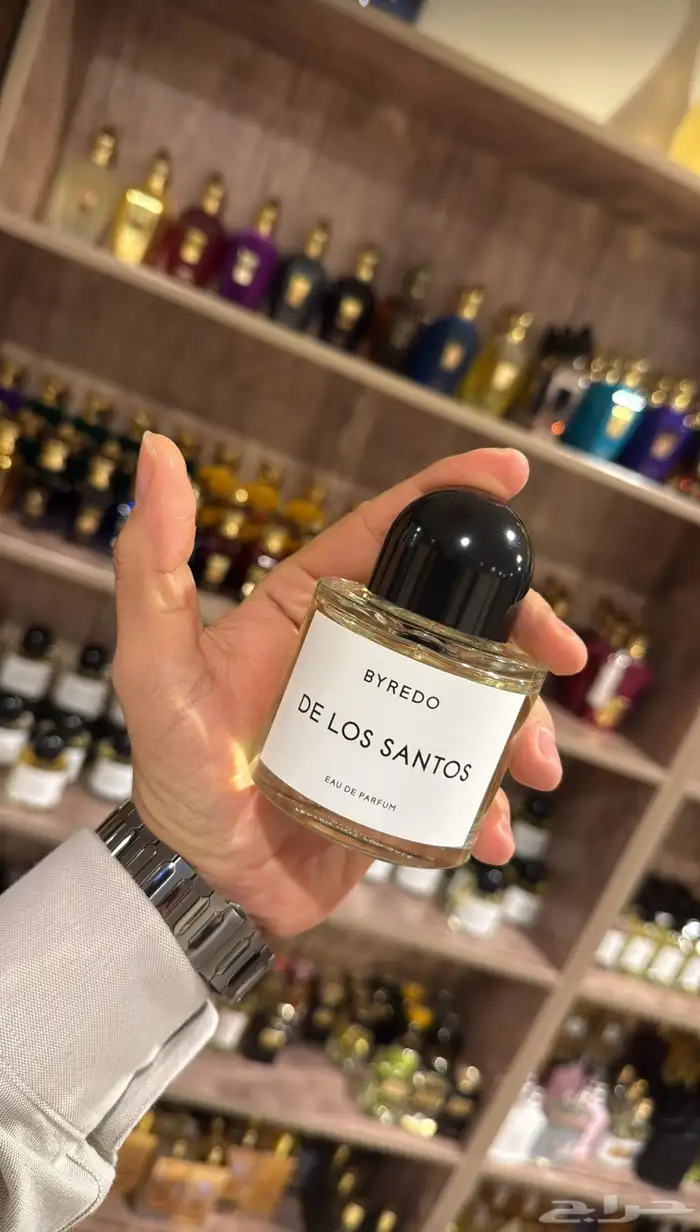 BYREDO
DE LOS SANTOS
EAU DE PARFUM
حراج